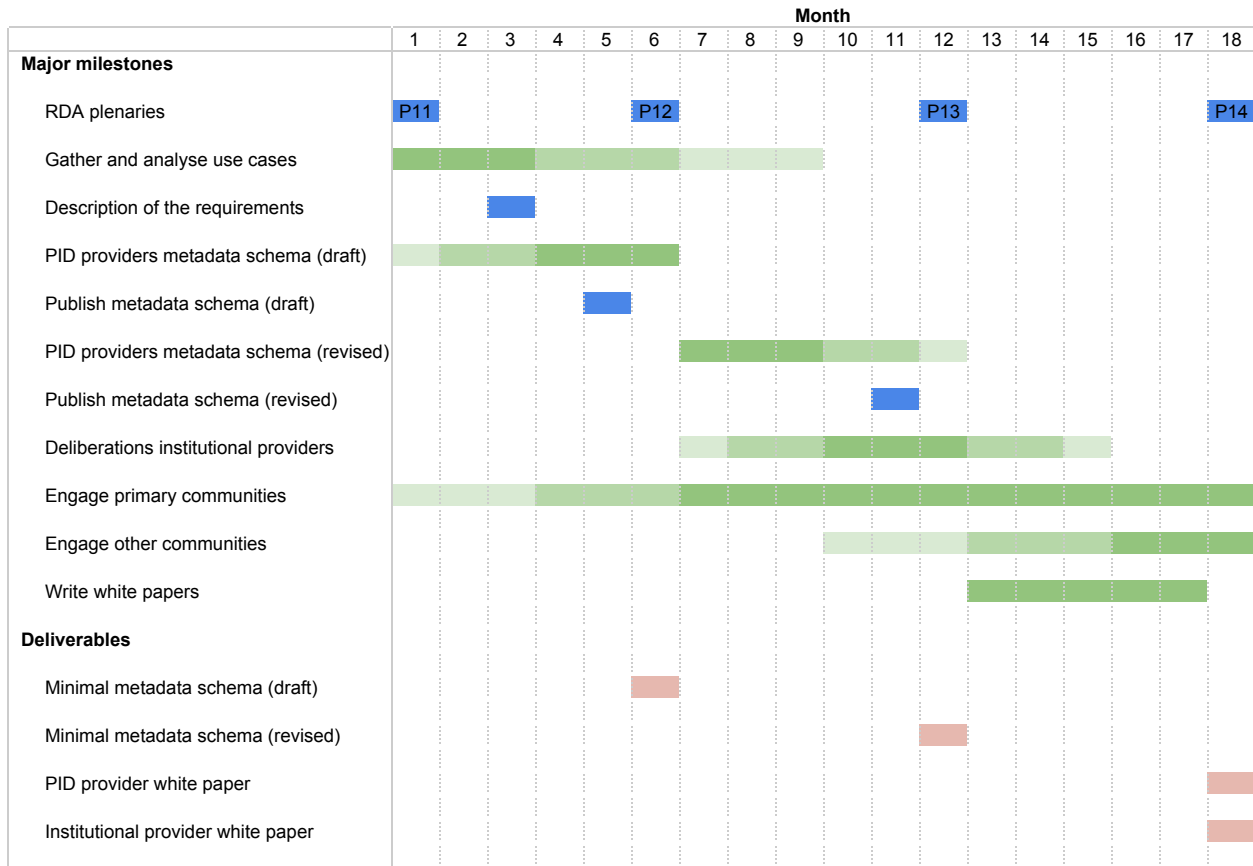 Month
1 2 3 4 5 6 7 8 9 10 11 12 13 14 15 16 17 18
Major milestones
RDA plenaries P11 P12 P13 P14
Gather and analyse use cases
Description of the requirements
PID providers metadata schema (draft)
Publish metadata schema (draft)
PID providers metadata schema (revised)
Publish metadata schema (revised)
Deliberations institutional providers
Engage primary communities
Engage other communities
Write white papers
Deliverables
Minimal metadata schema (draft)
Minimal metadata schema (revised)
PID provider white paper
Institutional provider white paper